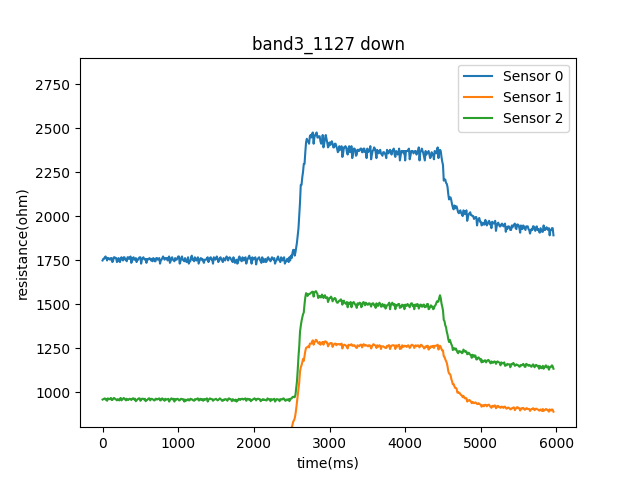 band3_1127 down
Sensor 0
Sensor 1
Sensor 2
resistance(ohm)
2750
2500
2250
2000
1750
1500
1250
1000
0 1000 2000 3000 4000 5000 6000
time(ms)